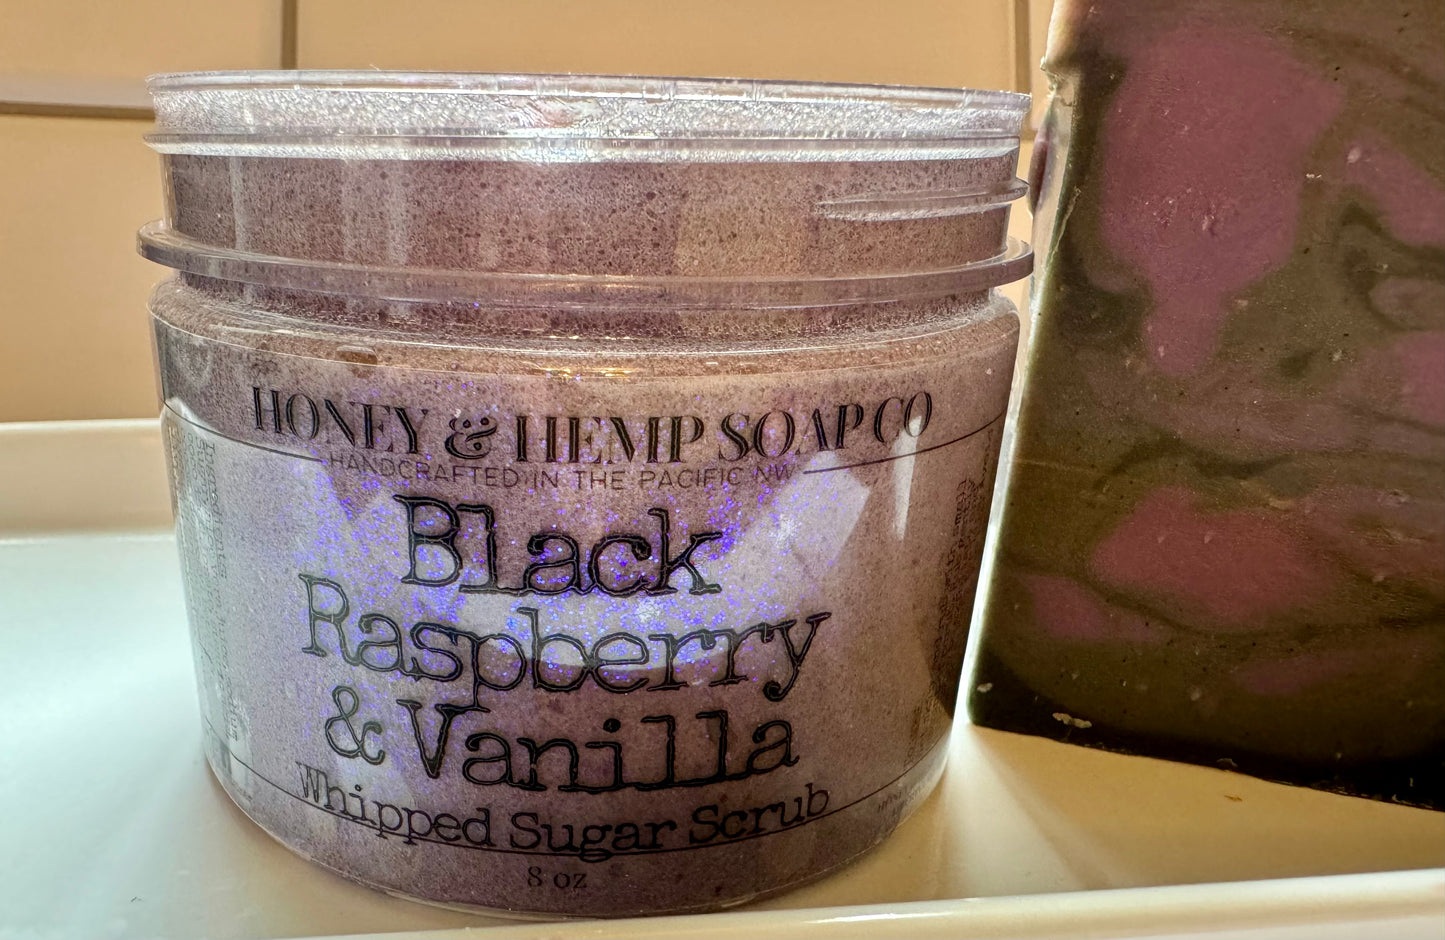 HONEY & HEMP SOAP CO
HANDCRAFTED IN THE PACIFIC NW
Black
Raspberry
& Vanilla
Whipped Sugar Scrub
8 oz